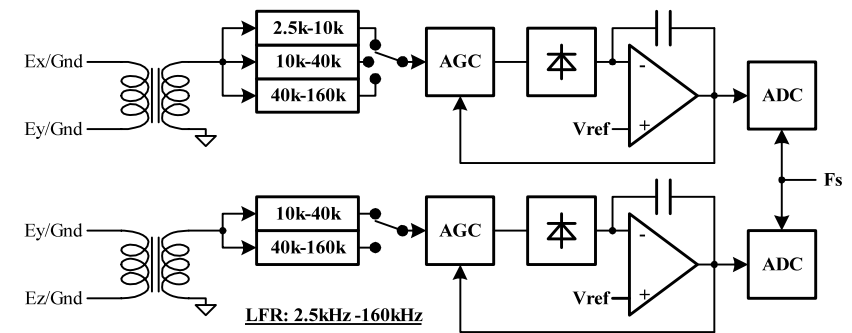 2.5k-10k
Ex/Gnd
10k-40k
AGC
-
40k-160k
ADC
Ey/Gnd
Vref
+
Fs
10k-40k
Ey/Gnd
AGC
-
40k-160k
ADC
Ez/Gnd
Vref
+
LFR: 2.5kHz -160kHz